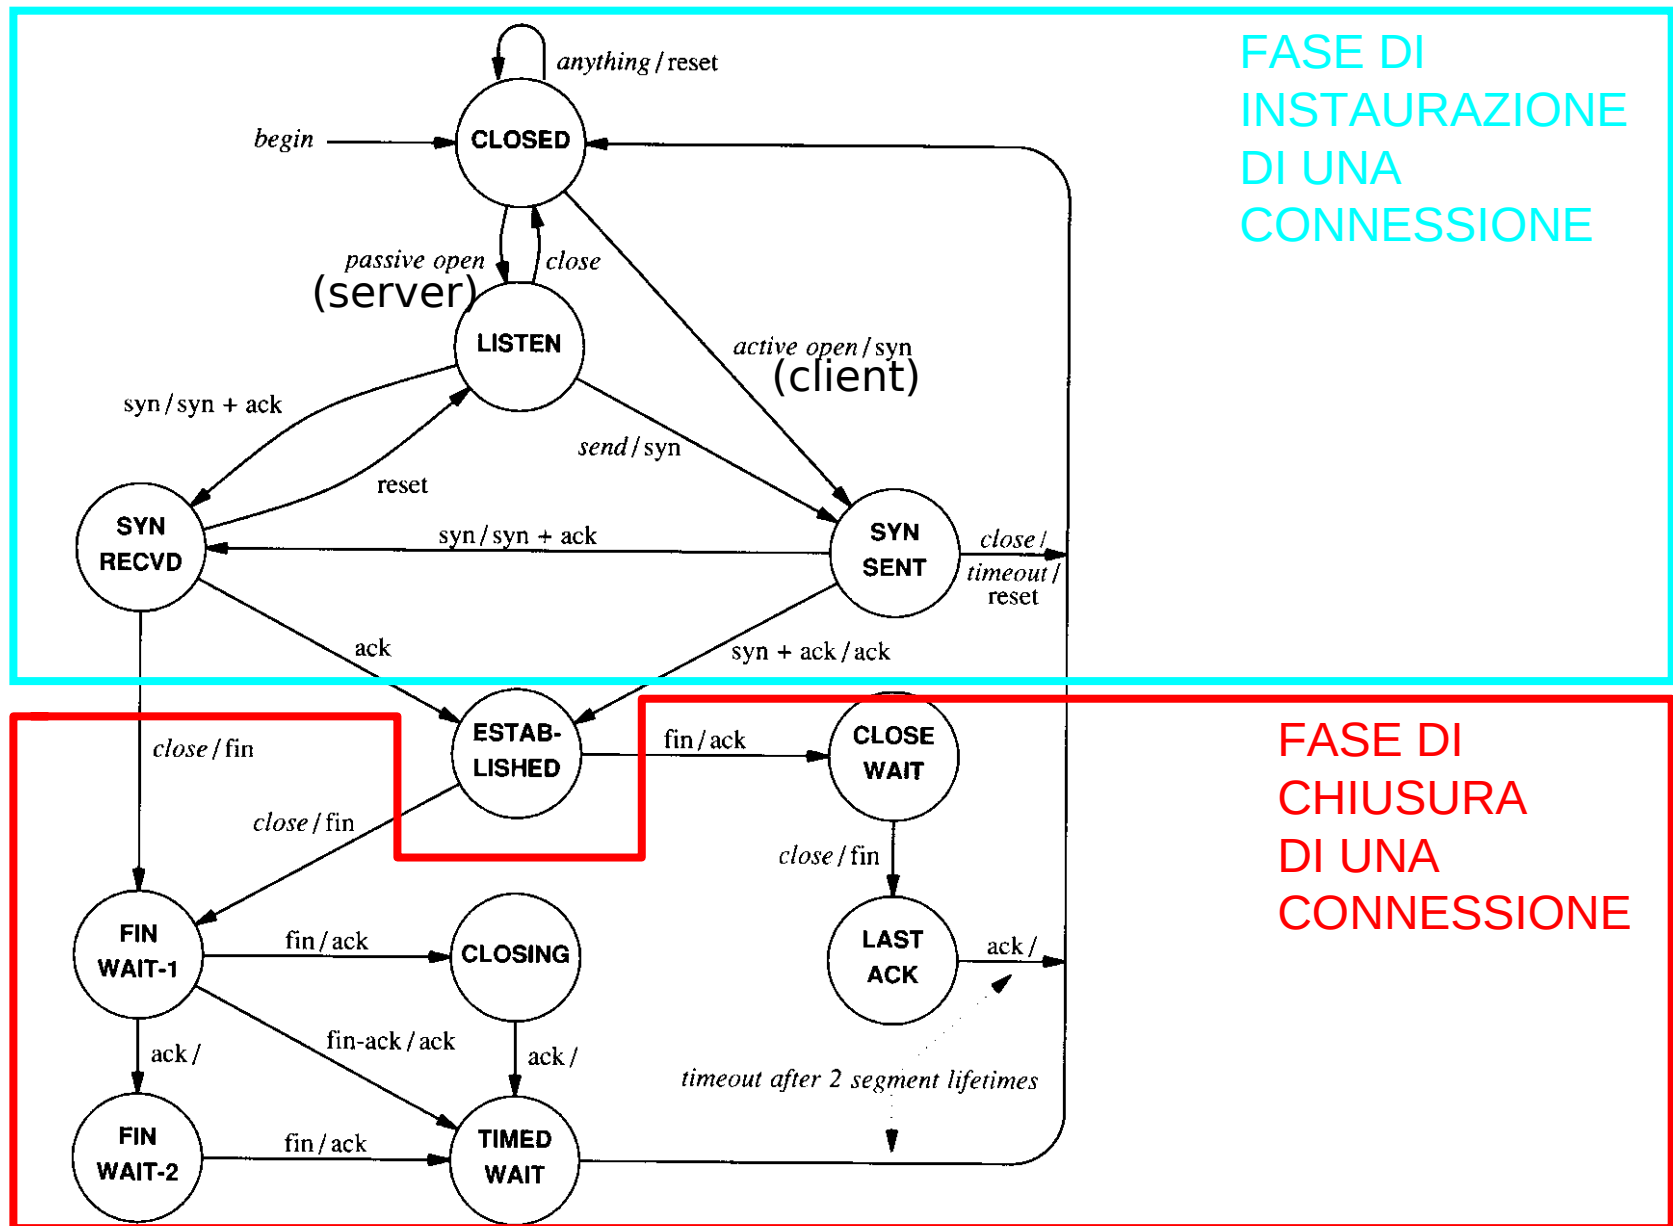 anything/reset
FASE DI
INSTAURAZIONE
DI UNA
CONNESSIONE
begin
CLOSED
passive open
(server)
close
LISTEN
active open/syn
(client)
syn/syn + ack
send/syn
reset
SYN
RECVD
syn/syn + ack
SYN
SENT
close/
timeout/
reset
ack
syn + ack/ack
close/fin
ESTAB-
LISHED
fin/ack
CLOSE
WAIT
FASE DI
CHIUSURA
DI UNA
CONNESSIONE
close/fin
close/fin
FIN
WAIT-1
fin/ack
CLOSING
LAST
ACK
ack/
ack/
fin-ack/ack
ack/
timeout after 2 segment lifetimes
FIN
WAIT-2
fin/ack
TIMED
WAIT